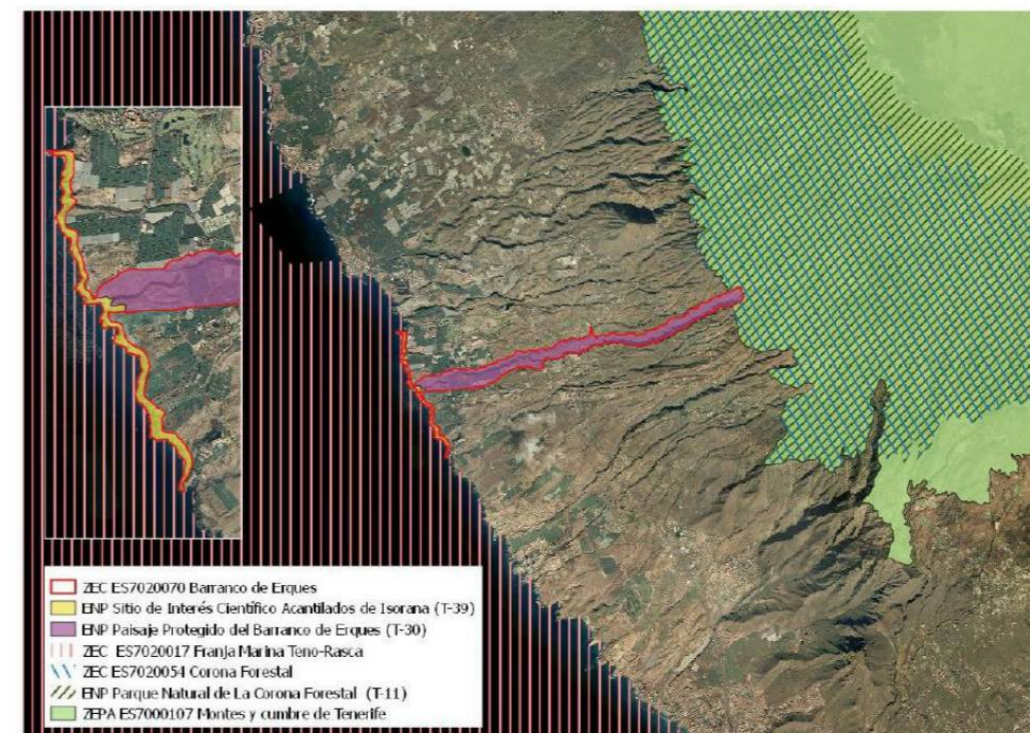 ZEC ES7020070 Barranco de Erques
ENP Sitio de Interés Científico Acantilados de Isorana (T-39)
ENP Paisaje Protegido del Barranco de Erques (T-30)
ZEC ES7020017 Franja Marina Teno-Rasca
ZEC ES7020054 Corona Forestal
ENP Parque Natural de La Corona Forestal (T-11)
ZEPA ES7000107 Montes y cumbre de Tenerife